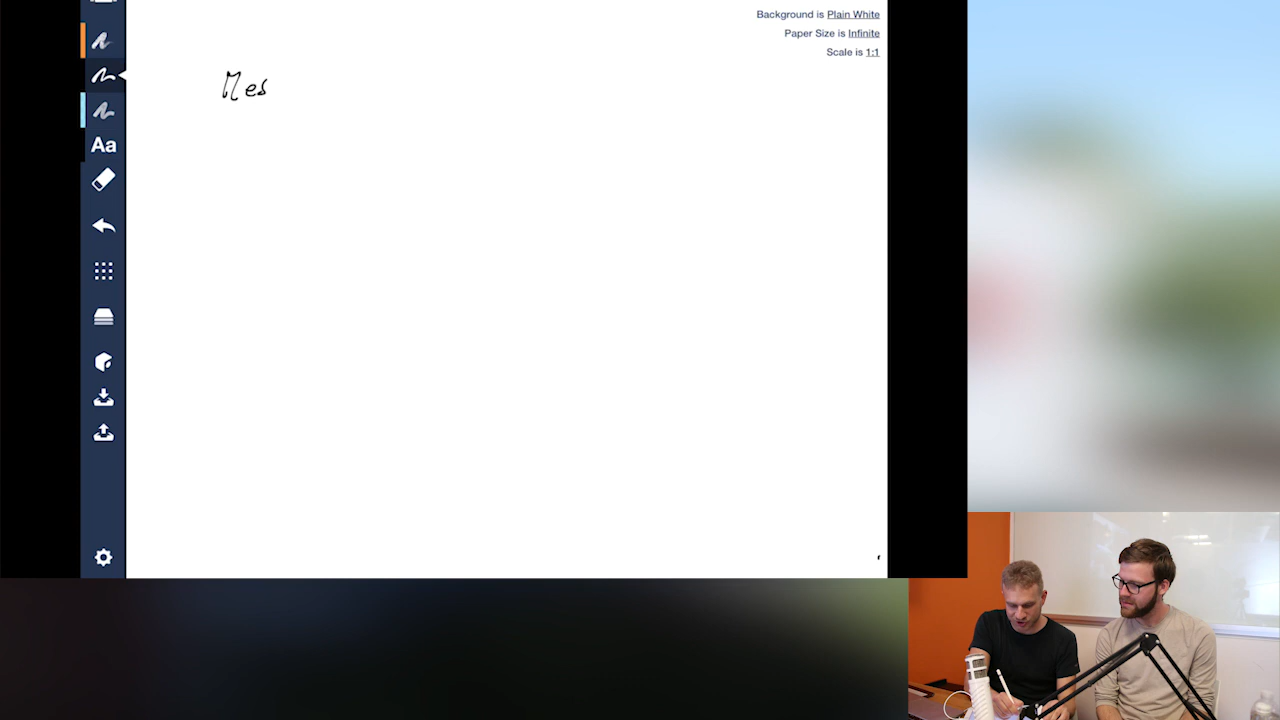 Background is Plain White
Paper Size is Infinite
Scale is 1:1
Mes
Aa